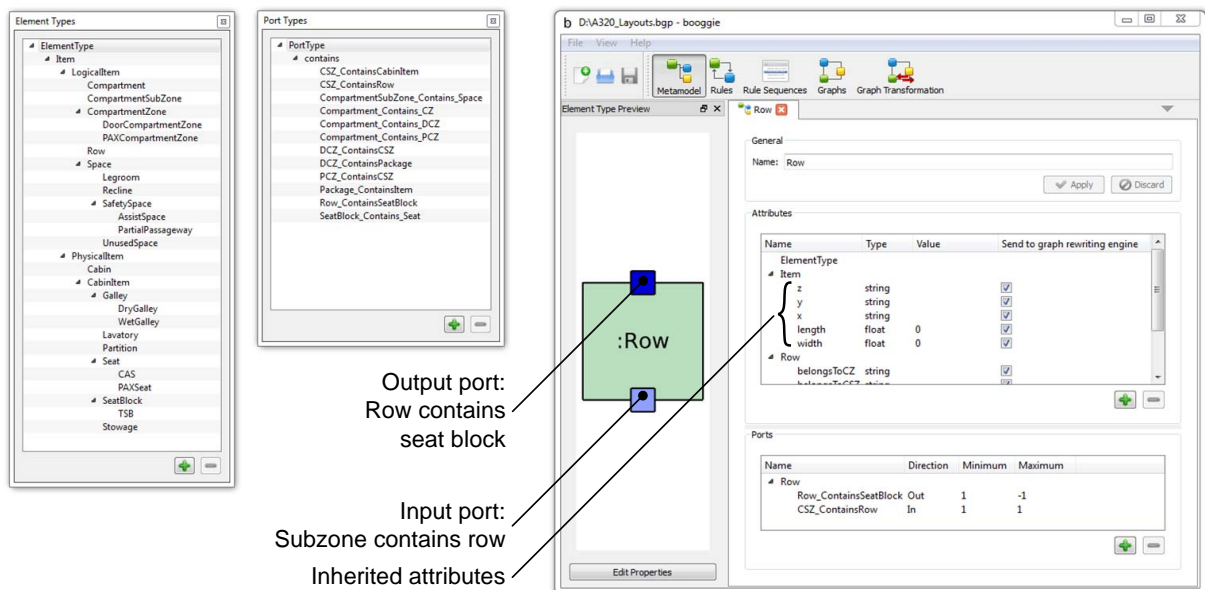 Element Types
ElementType
Item
LogicalItem
Compartment
CompartmentSubZone
CompartmentZone
DoorCompartmentZone
PAXCompartmentZone
Row
Space
Legroom
Recline
SafetySpace
AssistSpace
PartialPassageway
UnusedSpace
PhysicalItem
Cabin
CabinItem
Galley
DryGalley
WetGalley
Lavatory
Partition
Seat
CAS
PAXSeat
SeatBlock
TSB
Stowage
Port Types
PortType
contains
CSZ_ContainsCabinItem
CSZ_ContainsRow
CompartmentSubZone_Contains_Space
Compartment_Contains_CZ
Compartment_Contains_DCZ
Compartment_Contains_PCZ
DCZ_ContainsCSZ
DCZ_ContainsPackage
PCZ_ContainsCSZ
Package_ContainsItem
Row_ContainsSeatBlock
SeatBlock_Contains_Seat
Output port:
Row contains
seat block
Input port:
Subzone contains row
Inherited attributes
b D:\A320_Layouts.bgp - booggie
File View Help
Metamodel Rules Rule Sequences Graphs Graph Transformation
Element Type Preview
:Row
Edit Properties
Row
General
Name: Row
Apply Discard
Attributes
Name Type Value Send to graph rewriting engine
ElementType
Item
z string
y string
x string
length float 0
width float 0
Row
belongsToCZ string
belongsToCSZ string
Ports
Name Direction Minimum Maximum
Row
Row_ContainsSeatBlock Out 1 -1
CSZ_ContainsRow In 1 1